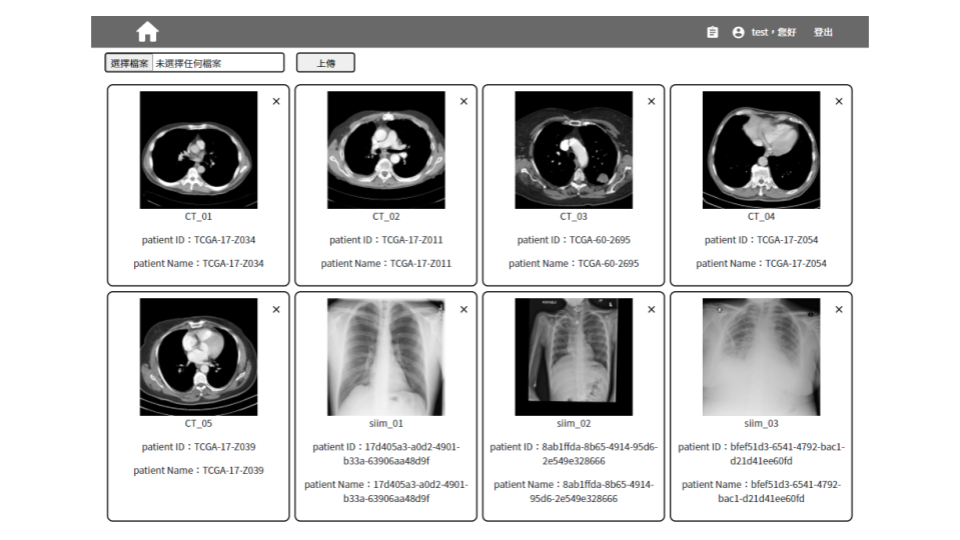 test，您好 登出
選擇檔案 未選擇任何檔案 上傳
CT_01
patient ID：TCGA-17-Z034
patient Name：TCGA-17-Z034
CT_02
patient ID：TCGA-17-Z011
patient Name：TCGA-17-Z011
CT_03
patient ID：TCGA-60-2695
patient Name：TCGA-60-2695
CT_04
patient ID：TCGA-17-Z054
patient Name：TCGA-17-Z054
CT_05
patient ID：TCGA-17-Z039
patient Name：TCGA-17-Z039
siim_01
patient ID：17d405a3-a0d2-4901-
b33a-63906aa48d9f
patient Name：17d405a3-a0d2-4901-
b33a-63906aa48d9f
siim_02
patient ID：8ab1ffda-8b65-4914-95d6-
2e549e328666
patient Name：8ab1ffda-8b65-4914-
95d6-2e549e328666
siim_03
patient ID：bfef51d3-6541-4792-bac1-
d21d41ee60fd
patient Name：bfef51d3-6541-4792-
bac1-d21d41ee60fd